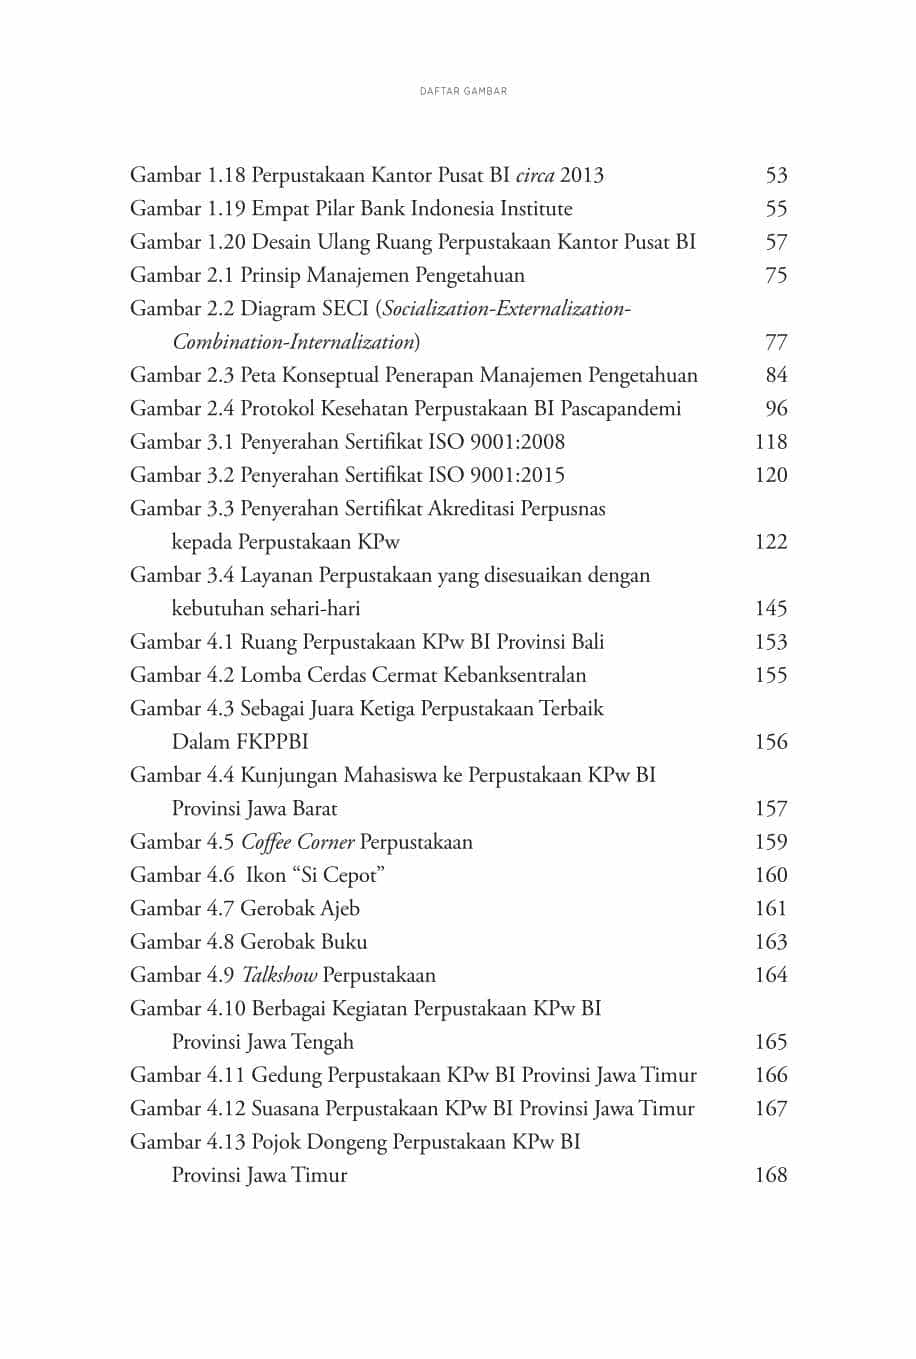 DAFTAR GAMBAR
Gambar 1.18 Perpustakaan Kantor Pusat BI circa 2013 53
Gambar 1.19 Empat Pilar Bank Indonesia Institute 55
Gambar 1.20 Desain Ulang Ruang Perpustakaan Kantor Pusat BI 57
Gambar 2.1 Prinsip Manajemen Pengetahuan 75
Gambar 2.2 Diagram SECI (Socialization-Externalization-
Combination-Internalization) 77
Gambar 2.3 Peta Konseptual Penerapan Manajemen Pengetahuan 84
Gambar 2.4 Protokol Kesehatan Perpustakaan BI Pascapandemi 96
Gambar 3.1 Penyerahan Sertifikat ISO 9001:2008 118
Gambar 3.2 Penyerahan Sertifikat ISO 9001:2015 120
Gambar 3.3 Penyerahan Sertifikat Akreditasi Perpusnas
kepada Perpustakaan KPw 122
Gambar 3.4 Layanan Perpustakaan yang disesuaikan dengan
kebutuhan sehari-hari 145
Gambar 4.1 Ruang Perpustakaan KPw BI Provinsi Bali 153
Gambar 4.2 Lomba Cerdas Cermat Kebanksentralan 155
Gambar 4.3 Sebagai Juara Ketiga Perpustakaan Terbaik
Dalam FKPPBI 156
Gambar 4.4 Kunjungan Mahasiswa ke Perpustakaan KPw BI
Provinsi Jawa Barat 157
Gambar 4.5 Coffee Corner Perpustakaan 159
Gambar 4.6 Ikon “Si Cepot” 160
Gambar 4.7 Gerobak Ajeb 161
Gambar 4.8 Gerobak Buku 163
Gambar 4.9 Talkshow Perpustakaan 164
Gambar 4.10 Berbagai Kegiatan Perpustakaan KPw BI
Provinsi Jawa Tengah 165
Gambar 4.11 Gedung Perpustakaan KPw BI Provinsi Jawa Timur 166
Gambar 4.12 Suasana Perpustakaan KPw BI Provinsi Jawa Timur 167
Gambar 4.13 Pojok Dongeng Perpustakaan KPw BI
Provinsi Jawa Timur 168